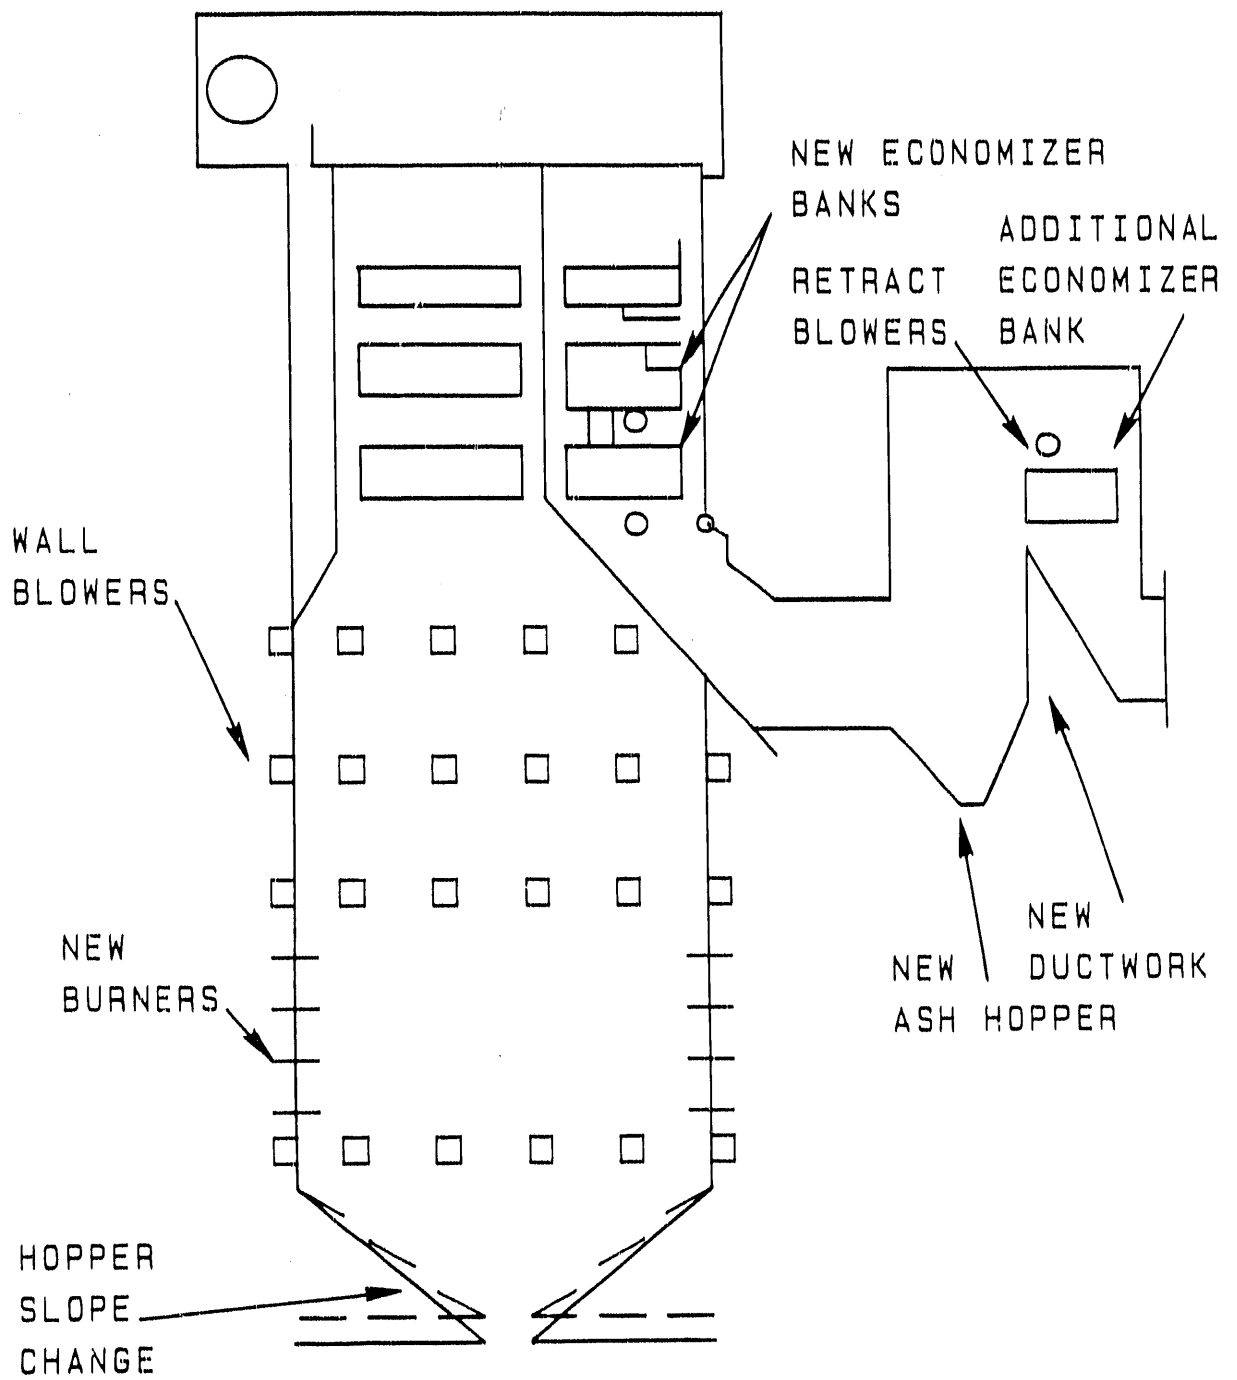 NEW ECONOMIZER
BANKS
ADDITIONAL
ECONOMIZER
BANK
RETRACT
BLOWERS
WALL
BLOWERS
NEW
BURNERS
NEW
DUCTWORK
NEW
ASH HOPPER
HOPPER
SLOPE
CHANGE